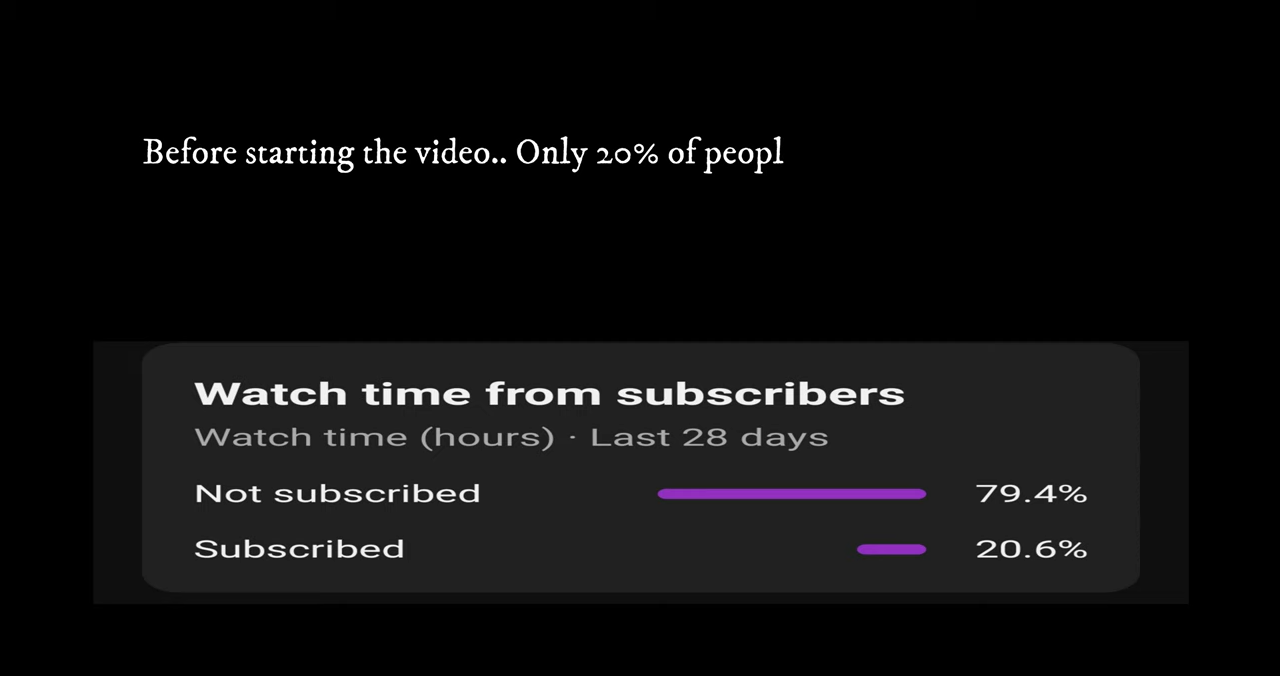 Before starting the video.. Only 20% of peopl
Watch time from subscribers
Watch time (hours) · Last 28 days
Not subscribed 79.4%
Subscribed 20.6%